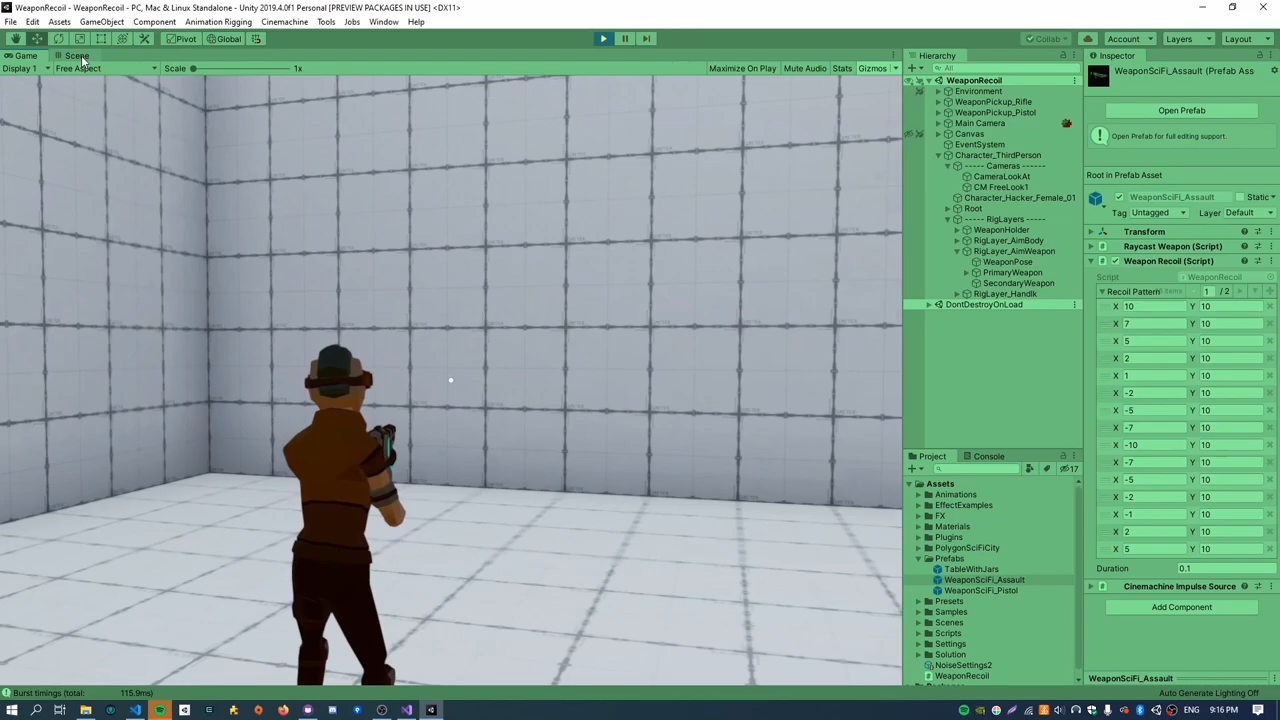 WeaponRecoil - WeaponRecoil - PC, Mac & Linux Standalone - Unity 2019.4.0f1 Personal [PREVIEW PACKAGES IN USE] <DX11>
File Edit Assets GameObject Component Animation Rigging Cinemachine Tools Jobs Window Help
Pivot Global Collab Account Layers Layout
Game Scene
Display 1 Free Aspect Scale 1x Maximize On Play Mute Audio Stats Gizmos
Hierarchy
All
WeaponRecoil
Environment
WeaponPickup_Rifle
WeaponPickup_Pistol
Main Camera
Canvas
EventSystem
Character_ThirdPerson
----- Cameras ------
CameraLookAt
CM FreeLook1
Character_Hacker_Female_01
Root
----- RigLayers -----
WeaponHolder
RigLayer_AimBody
RigLayer_AimWeapon
WeaponPose
PrimaryWeapon
SecondaryWeapon
RigLayer_HandIk
DontDestroyOnLoad
Project Console
17
Assets
Animations
EffectExamples
FX
Materials
Plugins
PolygonSciFiCity
Prefabs
TableWithJars
WeaponSciFi_Assault
WeaponSciFi_Pistol
Presets
Samples
Scenes
Scripts
Settings
Solution
NoiseSettings2
WeaponRecoil
Inspector
WeaponSciFi_Assault (Prefab Ass
Open Prefab
Open Prefab for full editing support.
Root in Prefab Asset
WeaponSciFi_Assault Static
Tag Untagged Layer Default
Transform
Raycast Weapon (Script)
Weapon Recoil (Script)
Script WeaponRecoil
Recoil Pattern 1 / 2
X 10 Y 10
X 7 Y 10
X 5 Y 10
X 2 Y 10
X 1 Y 10
X -2 Y 10
X -5 Y 10
X -7 Y 10
X -10 Y 10
X -7 Y 10
X -5 Y 10
X -2 Y 10
X -1 Y 10
X 2 Y 10
X 5 Y 10
Duration 0.1
Cinemachine Impulse Source
Add Component
WeaponSciFi_Assault
Burst timings (total: 115.9ms)
Auto Generate Lighting Off
ENG 9:16 PM